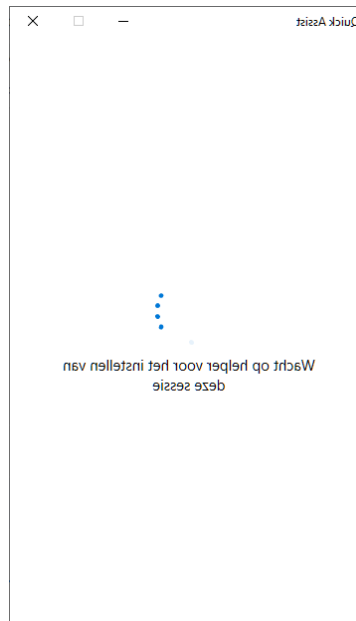 Quick Assist
Wacht op helper voor het instellen van
deze sessie